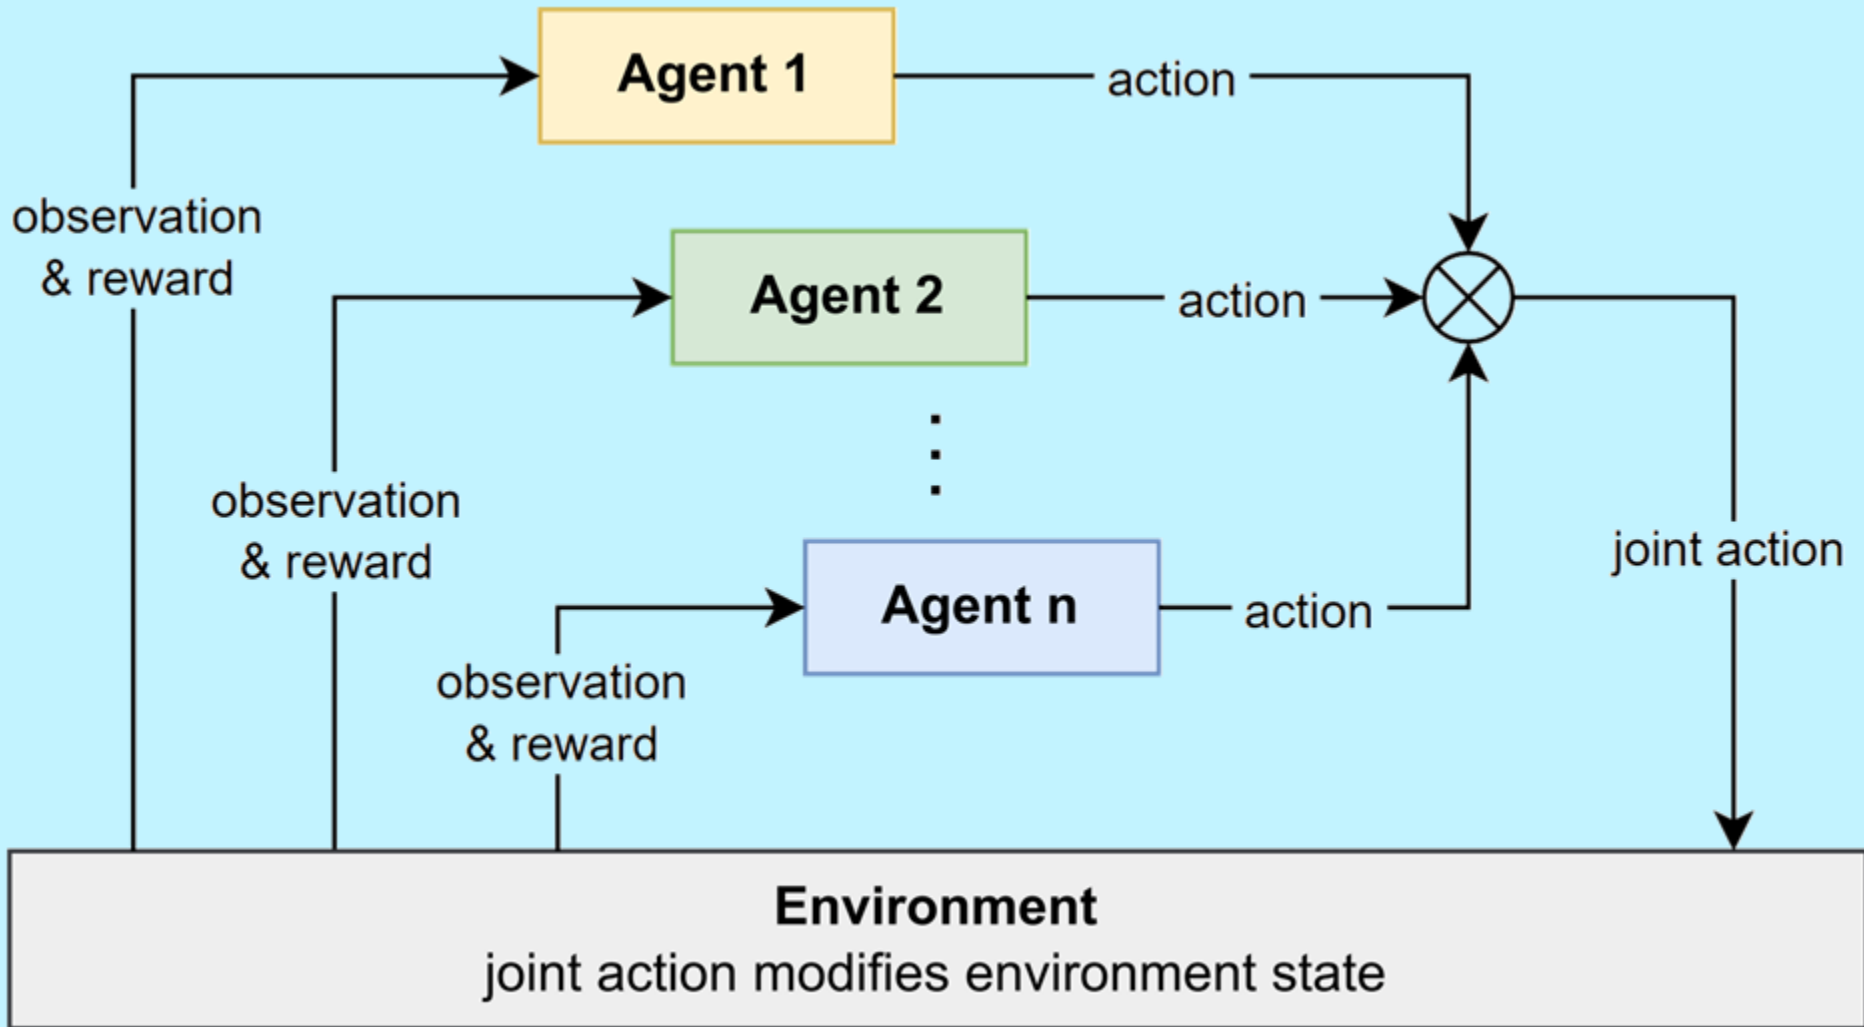 Agent 1
action
observation
& reward
Agent 2
action
observation
& reward
Agent n
action
joint action
observation
& reward
Environment
joint action modifies environment state